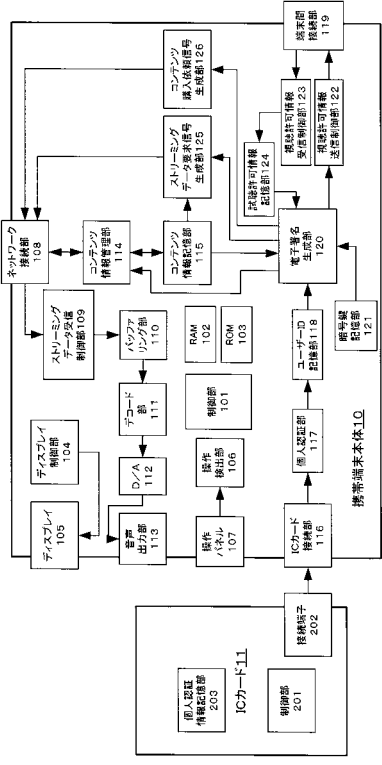 ネットワーク
接続部
108
ディスプレイ
105
ディスプレイ
制御部
104
ストリーミング
データ受信
制御部109
コンテンツ
情報管理部
114
コンテンツ
購入依頼信号
生成部126
音声
出力部
113
D/A
112
デコード
部
111
バッファ
リング部
110
ストリーミング
データ要求信号
生成部125
コンテンツ
情報記憶部
115
操作
パネル
107
操作
検出部
106
制御部
101
RAM
102
ROM
103
個人認証
情報記憶部
203
制御部
201
ICカード11
接続端子
202
ICカード
接続部
116
個人認証部
117
ユーザーID
記憶部118
電子署名
生成部
120
暗号鍵
記憶部
121
試聴許可情報
記憶部124
視聴許可情報
受信制御部123
視聴許可情報
送信制御部122
端末間
接続部
119
携帯端末本体10